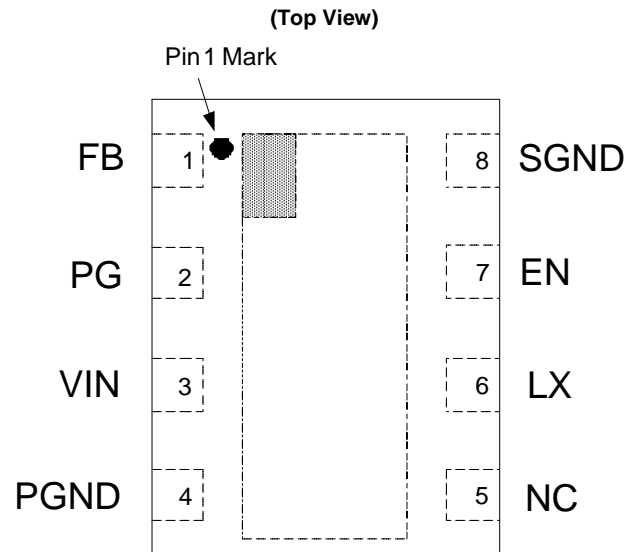 (Top View)
Pin 1 Mark
FB 1 8 SGND
PG 2 7 EN
VIN 3 6 LX
PGND 4 5 NC